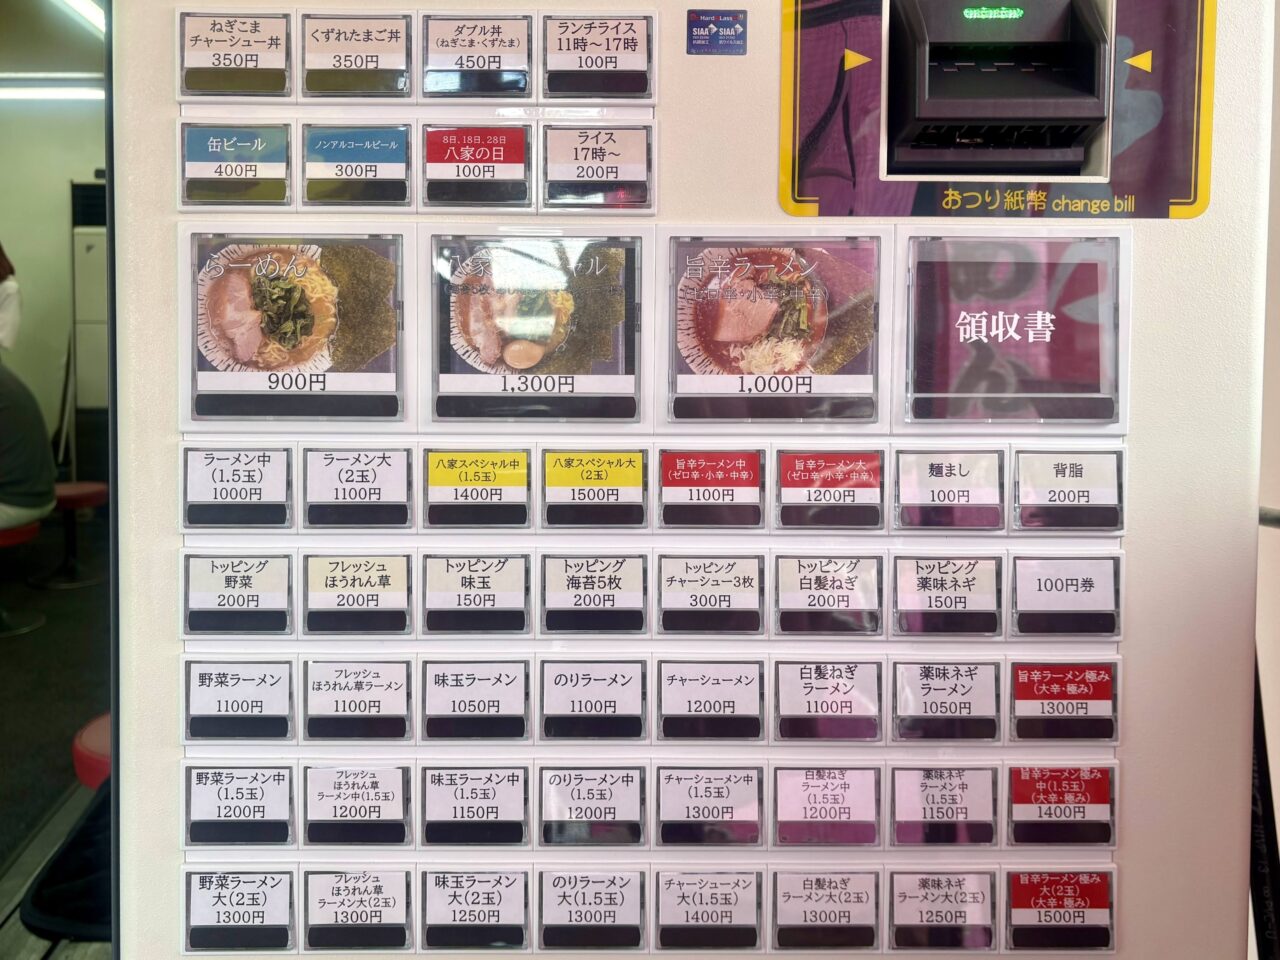 ねぎこま
チャーシュー丼
350円
くずれたまご丼
350円
ダブル丼
(ねぎこま・くずたま)
450円
ランチライス
11時～17時
100円
SIAA
SIAA
缶ビール
400円
ノンアルコールビール
300円
8日、18日、28日
八家の日
100円
ライス
17時～
200円
おつり紙幣 change bill
らーめん
900円
1,300円
旨辛ラーメン
(ゼロ辛・小辛・中辛)
1,000円
領収書
ラーメン中
(1.5玉)
1000円
ラーメン大
(2玉)
1100円
八家スペシャル中
(1.5玉)
1400円
八家スペシャル大
(2玉)
1500円
旨辛ラーメン中
(ゼロ辛・小辛・中辛)
1100円
旨辛ラーメン大
(ゼロ辛・小辛・中辛)
1200円
麺まし
100円
背脂
200円
トッピング
野菜
200円
フレッシュ
ほうれん草
200円
トッピング
味玉
150円
トッピング
海苔5枚
200円
トッピング
チャーシュー3枚
300円
トッピング
白髪ねぎ
200円
トッピング
薬味ネギ
150円
100円券
野菜ラーメン
1100円
フレッシュ
ほうれん草ラーメン
1100円
味玉ラーメン
1050円
のりラーメン
1100円
チャーシューメン
1200円
白髪ねぎ
ラーメン
1100円
薬味ネギ
ラーメン
1050円
旨辛ラーメン極み
(大辛・極み)
1300円
野菜ラーメン中
(1.5玉)
1200円
フレッシュ
ほうれん草
ラーメン中(1.5玉)
1200円
味玉ラーメン中
(1.5玉)
1150円
のりラーメン中
(1.5玉)
1200円
チャーシューメン中
(1.5玉)
1300円
白髪ねぎ
ラーメン中
(1.5玉)
1200円
薬味ネギ
ラーメン中
(1.5玉)
1150円
旨辛ラーメン極み
中(1.5玉)
(大辛・極み)
1400円
野菜ラーメン
大(2玉)
1300円
フレッシュ
ほうれん草
ラーメン大(2玉)
1300円
味玉ラーメン
大(2玉)
1250円
のりラーメン
大(1.5玉)
1300円
チャーシューメン
大(1.5玉)
1400円
白髪ねぎ
ラーメン大(2玉)
1300円
薬味ネギ
ラーメン大(2玉)
1250円
旨辛ラーメン極み
大(2玉)
(大辛・極み)
1500円